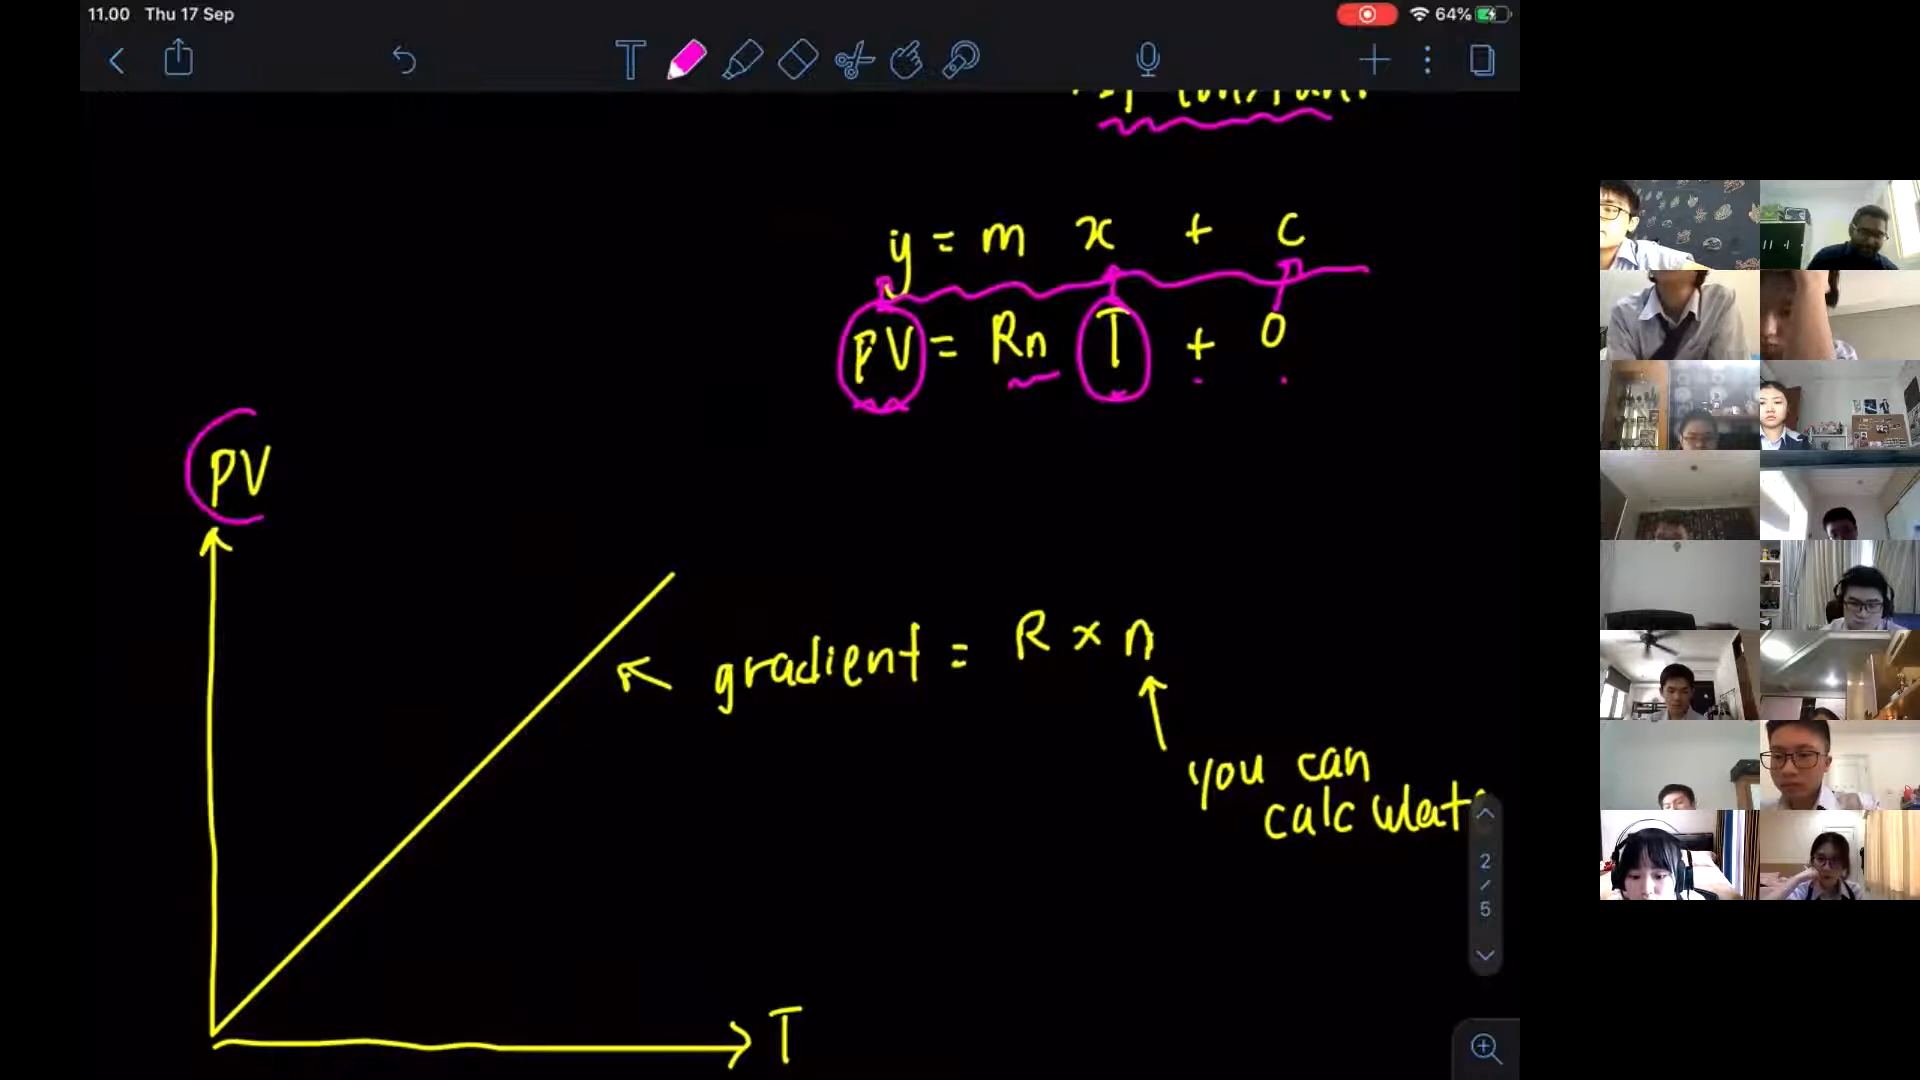 11.00 Thu 17 Sep
64%
T
y = m x + c
PV = Rn T + 0
PV
gradient = R × n
you can
calculat
2
/
5
T